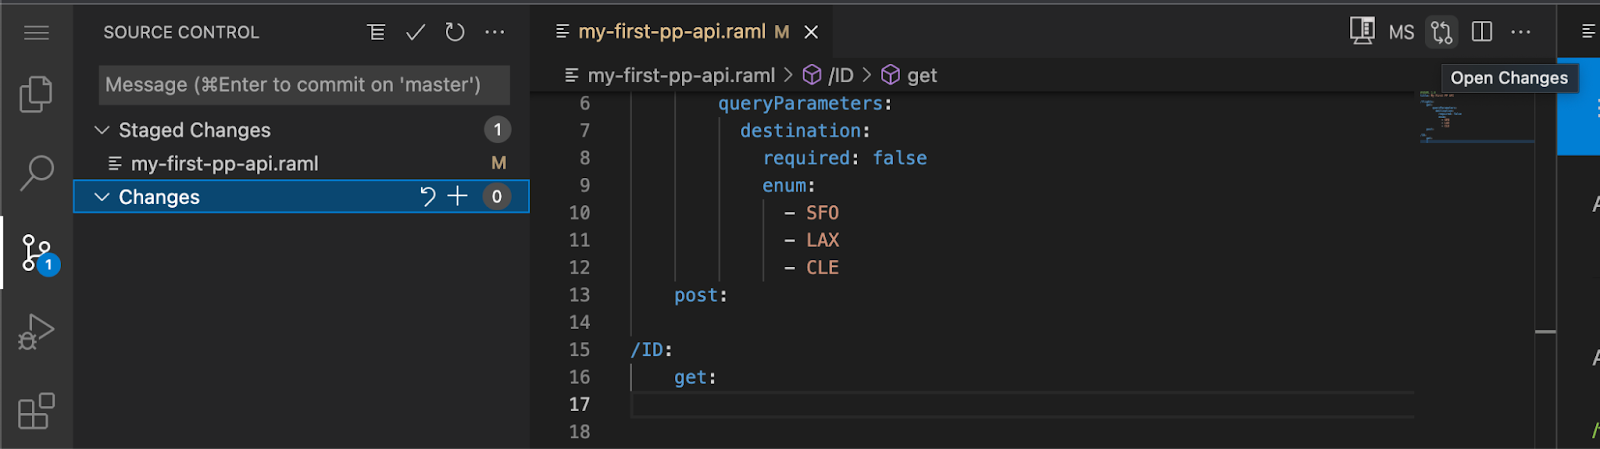 SOURCE CONTROL
Message (⌘Enter to commit on 'master')
Staged Changes 1
my-first-pp-api.raml M
Changes 0
1
my-first-pp-api.raml M
MS
my-first-pp-api.raml > /ID > get
Open Changes
6 queryParameters:
7 destination:
8 required: false
9 enum:
10 - SFO
11 - LAX
12 - CLE
13 post:
14
15 /ID:
16 get:
17
18